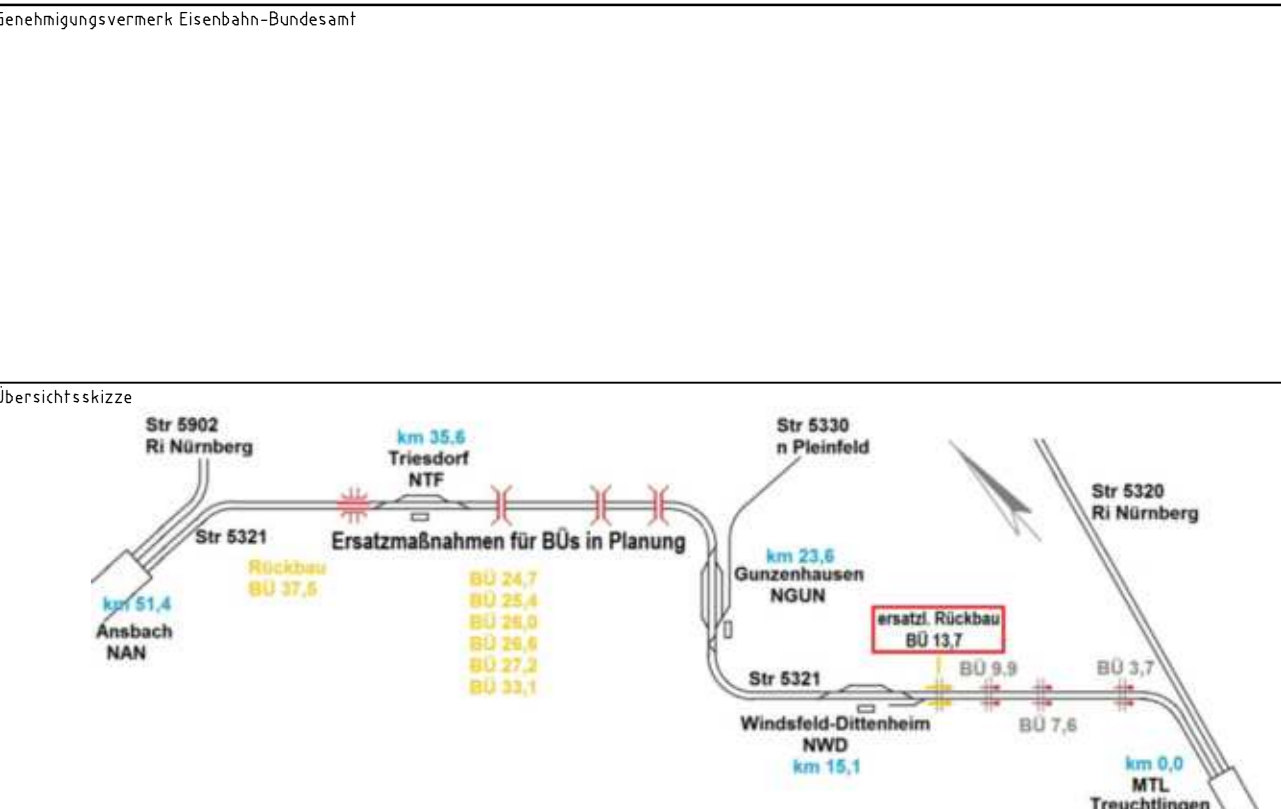 Genehmigungsvermerk Eisenbahn-Bundesamt
Übersichtsskizze
Str 5902
Ri Nürnberg
km 35,6
Triesdorf
NTF
Str 5330
n Pleinfeld
Str 5320
Ri Nürnberg
Str 5321
Ersatzmaßnahmen für BÜs in Planung
Rückbau
BÜ 37,5
km 51,4
Ansbach
NAN
BÜ 24,7
BÜ 25,4
BÜ 26,0
BÜ 26,6
BÜ 27,2
BÜ 33,1
km 23,6
Gunzenhausen
NGUN
ersatzl. Rückbau
BÜ 13,7
Str 5321
BÜ 9,9
BÜ 3,7
BÜ 7,6
Windsfeld-Dittenheim
NWD
km 15,1
km 0,0
MTL
Treuchtlingen